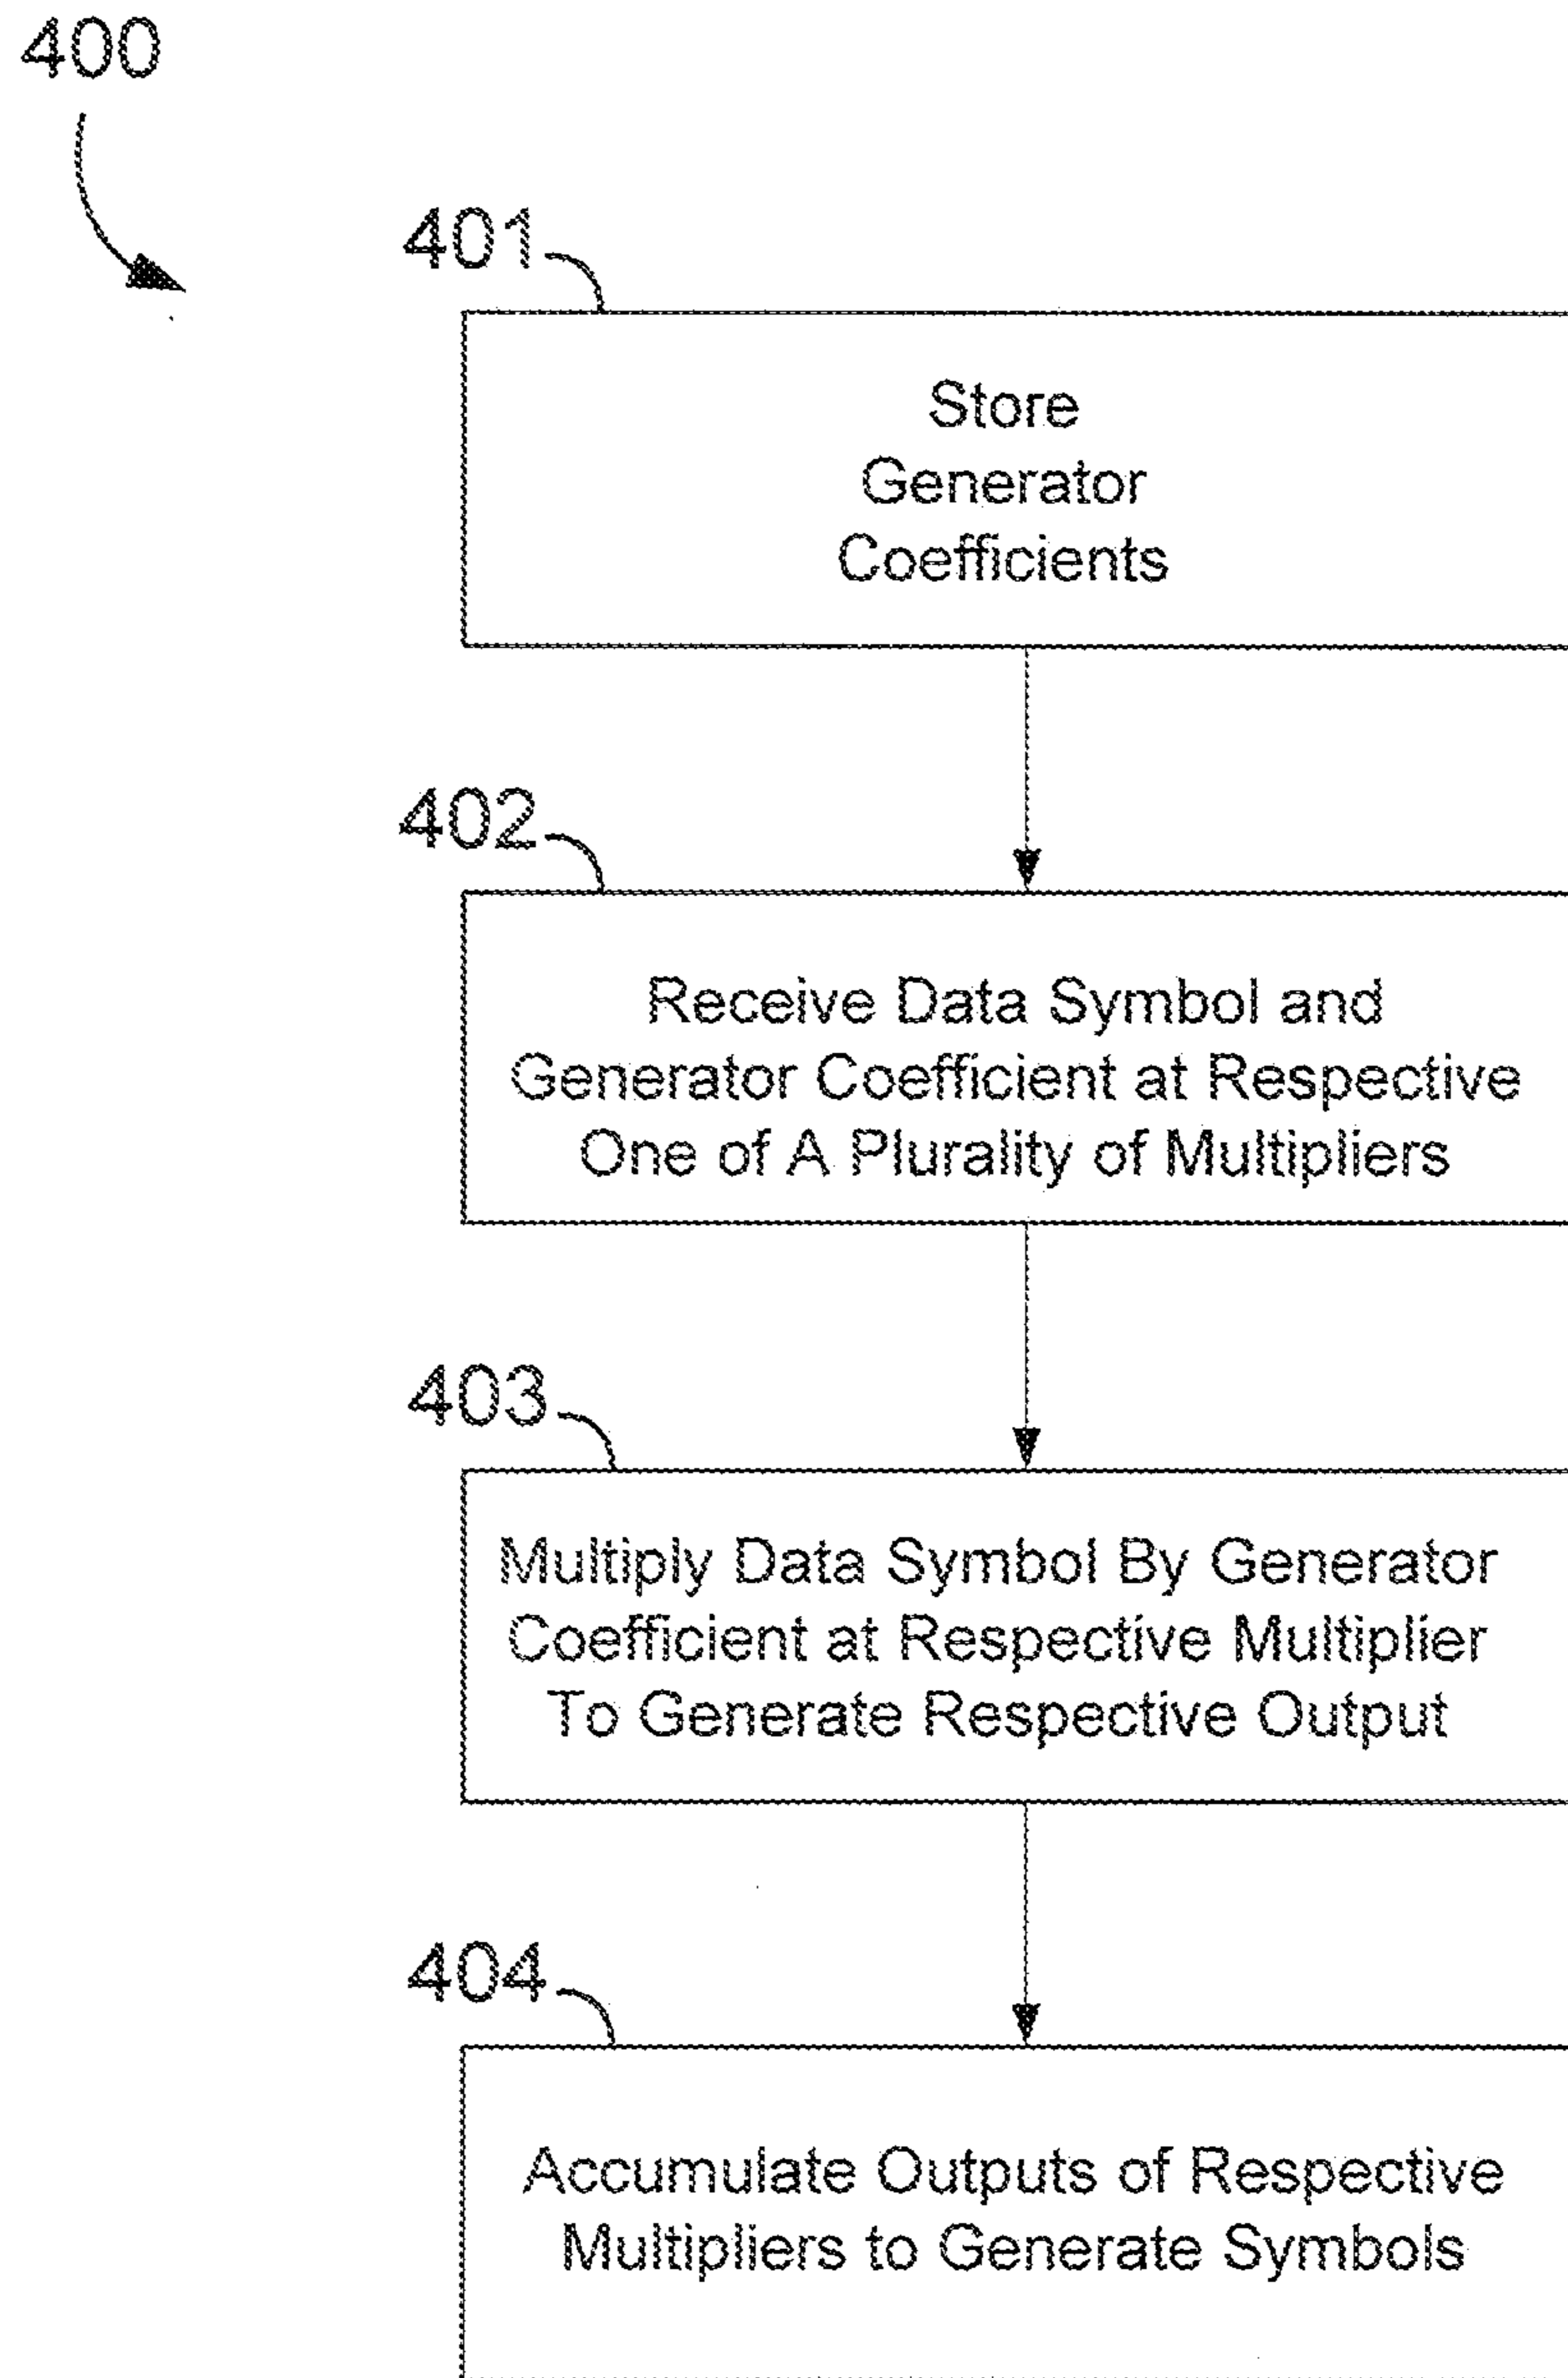 400
401
Store
Generator
Coefficients
402
Receive Data Symbol and
Generator Coefficient at Respective
One of A Plurality of Multipliers
403
Multiply Data Symbol By Generator
Coefficient at Respective Multiplier
To Generate Respective Output
404
Accumulate Outputs of Respective
Multipliers to Generate Symbols